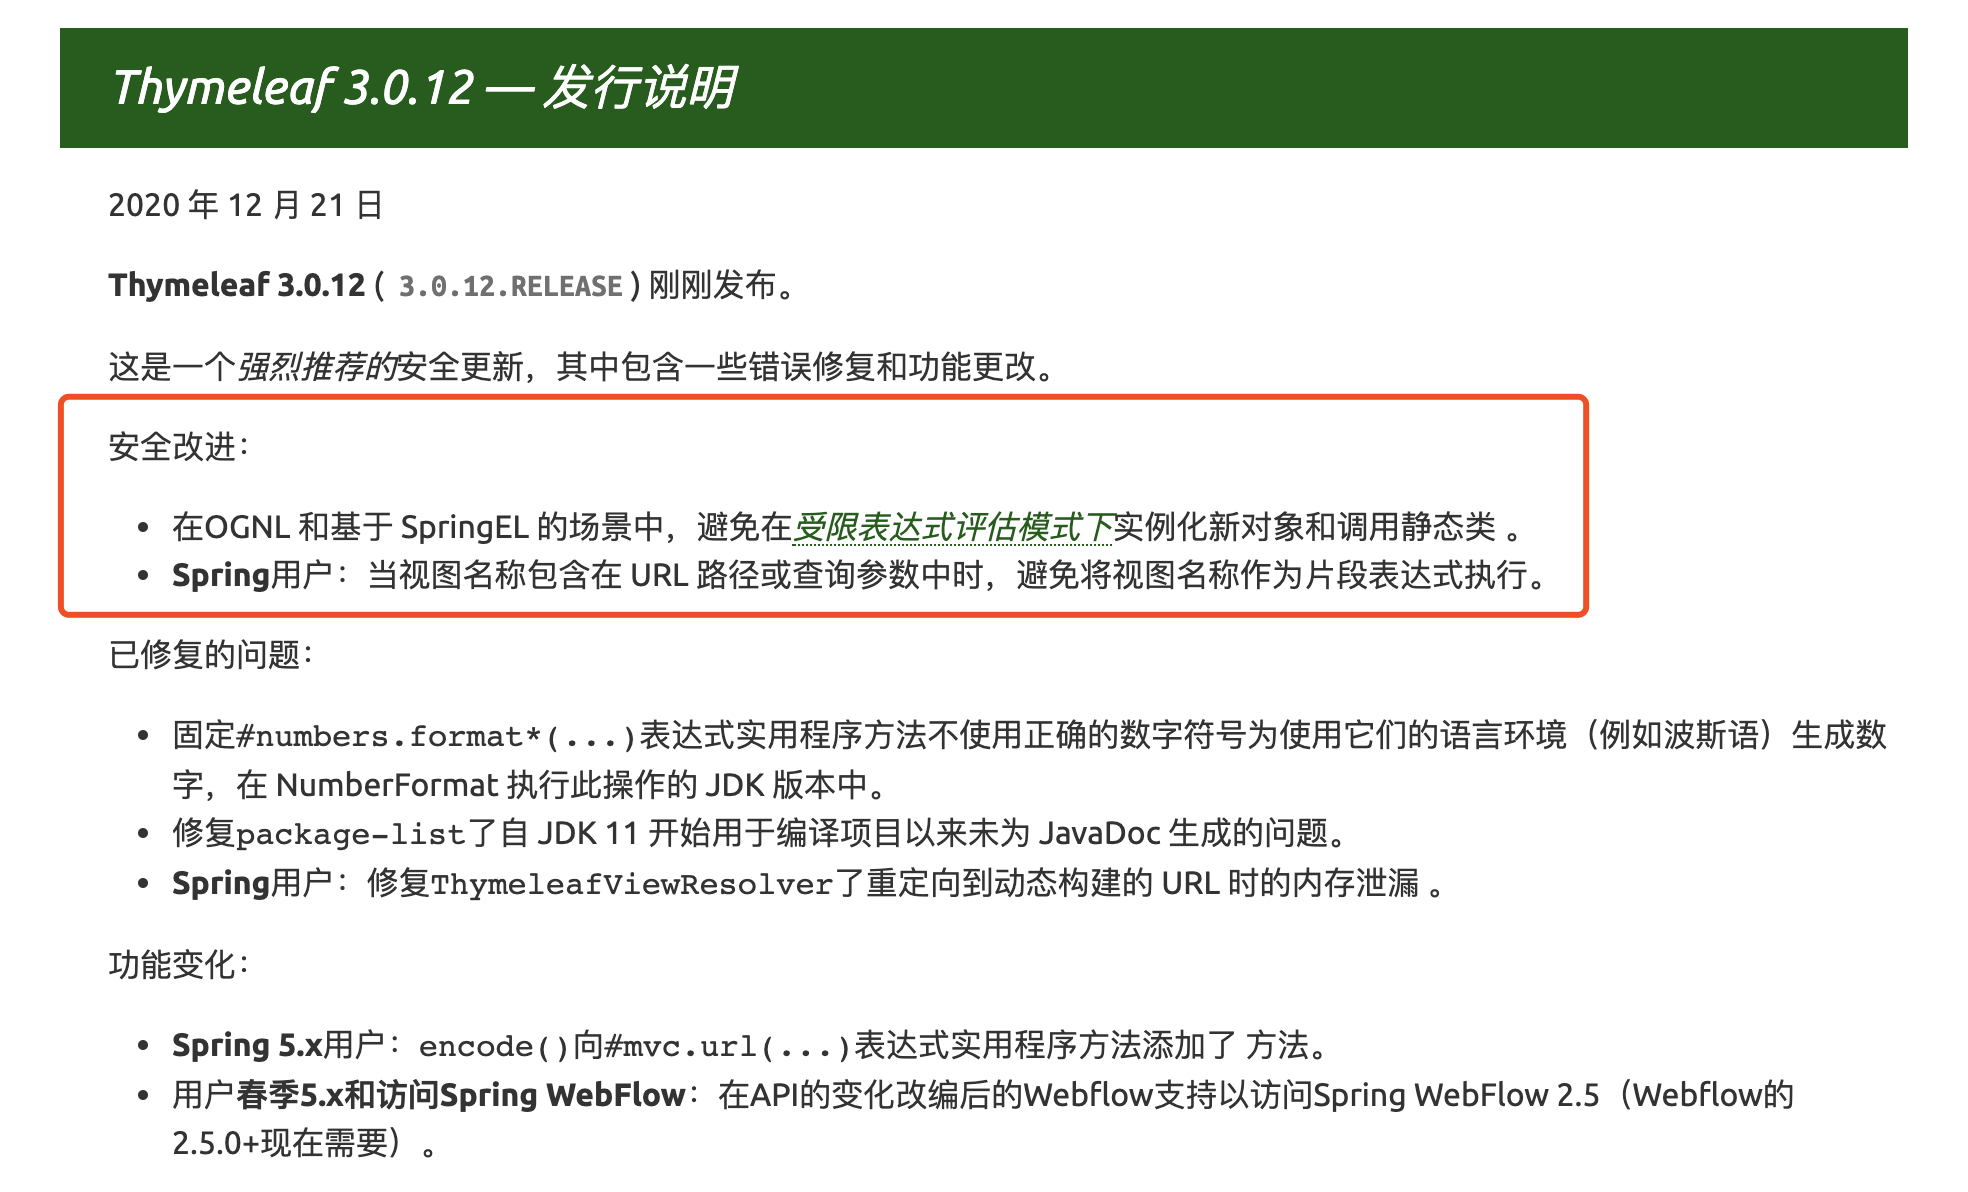 Thymeleaf 3.0.12 — 发行说明
2020 年 12 月 21 日
Thymeleaf 3.0.12 ( 3.0.12.RELEASE ) 刚刚发布。
这是一个强烈推荐的安全更新，其中包含一些错误修复和功能更改。
安全改进：
• 在OGNL 和基于 SpringEL 的场景中，避免在受限表达式评估模式下实例化新对象和调用静态类 。
• Spring用户：当视图名称包含在 URL 路径或查询参数中时，避免将视图名称作为片段表达式执行。
已修复的问题：
• 固定#numbers.format*(...)表达式实用程序方法不使用正确的数字符号为使用它们的语言环境（例如波斯语）生成数
字，在 NumberFormat 执行此操作的 JDK 版本中。
• 修复package-list了自 JDK 11 开始用于编译项目以来未为 JavaDoc 生成的问题。
• Spring用户：修复ThymeleafViewResolver了重定向到动态构建的 URL 时的内存泄漏 。
功能变化：
• Spring 5.x用户：encode()向#mvc.url(...)表达式实用程序方法添加了 方法。
• 用户春季5.x和访问Spring WebFlow：在API的变化改编后的Webflow支持以访问Spring WebFlow 2.5（Webflow的
2.5.0+现在需要）。